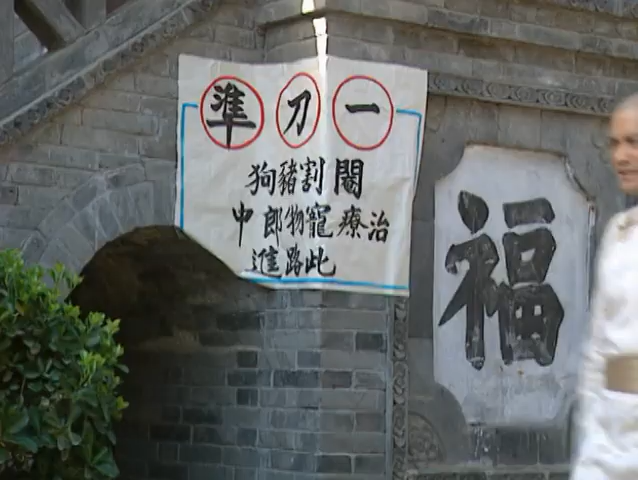 一刀準
閹割豬狗
治療寵物郎中
此路進
福